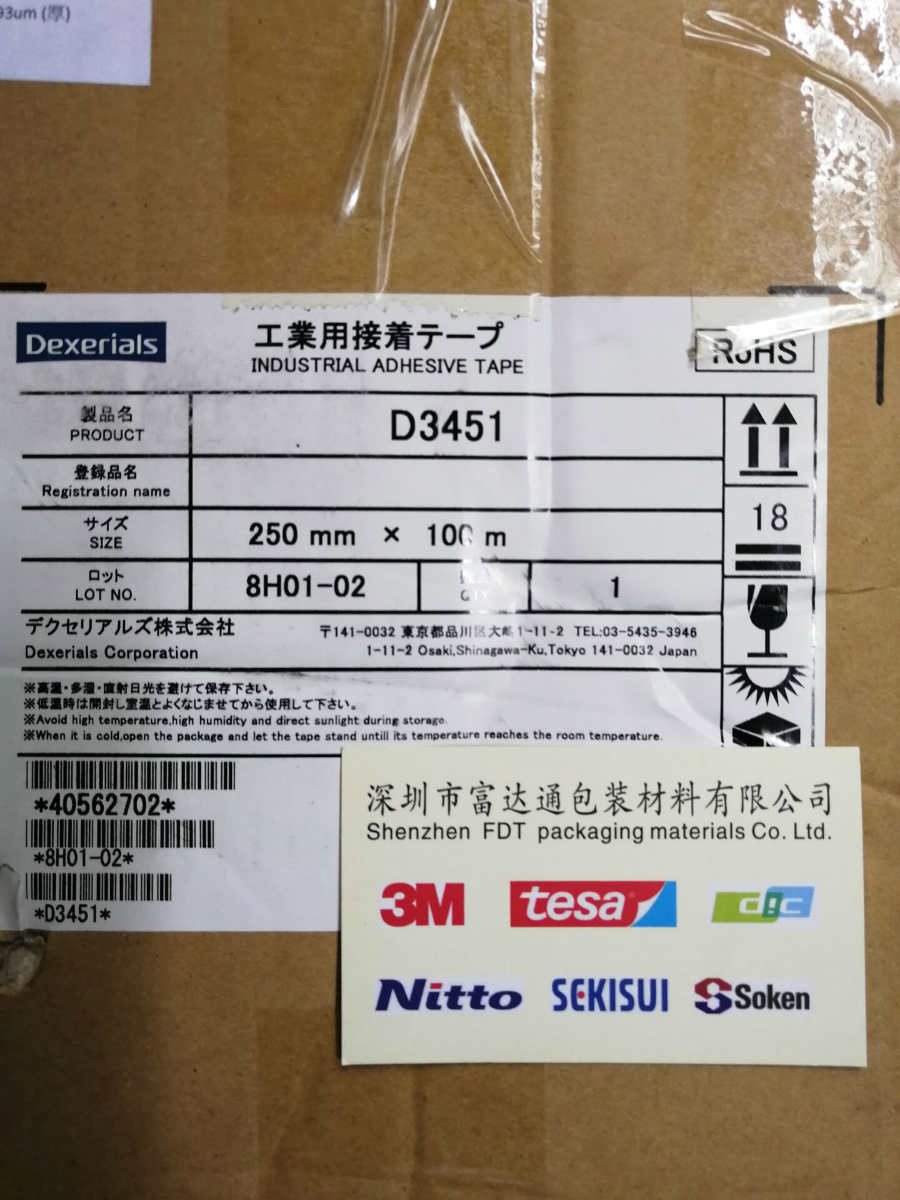 93um (厚)
Dexerials
工業用接着テープ
INDUSTRIAL ADHESIVE TAPE
RoHS
製品名
PRODUCT
D3451
登録品名
Registration name
サイズ
SIZE
250 mm × 100 m
18
ロット
LOT NO.
8H01-02
1
デクセリアルズ株式会社
Dexerials Corporation
〒141-0032 東京都品川区大崎1-11-2 TEL:03-5435-3946
1-11-2 Osaki,Shinagawa-Ku,Tokyo 141-0032 Japan
※高温・多湿・直射日光を避けて保存下さい。
※低温時は開封し室温とよくなじませてから使用して下さい。
※Avoid high temperature,high humidity and direct sunlight during storage.
※When it is cold,open the package and let the tape stand untill its temperature reaches the room temperature.
*40562702*
*8H01-02*
*D3451*
深圳市富达通包装材料有限公司
Shenzhen FDT packaging materials Co. Ltd.
3M
tesa
dic
Nitto
SEKISUI
Soken